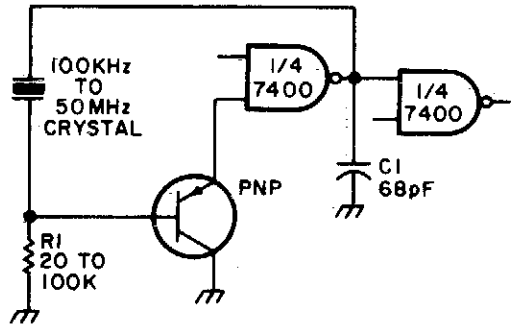 100KHz
TO
50MHz
CRYSTAL
1/4
7400
1/4
7400
PNP
C1
68pF
R1
20 TO
100K